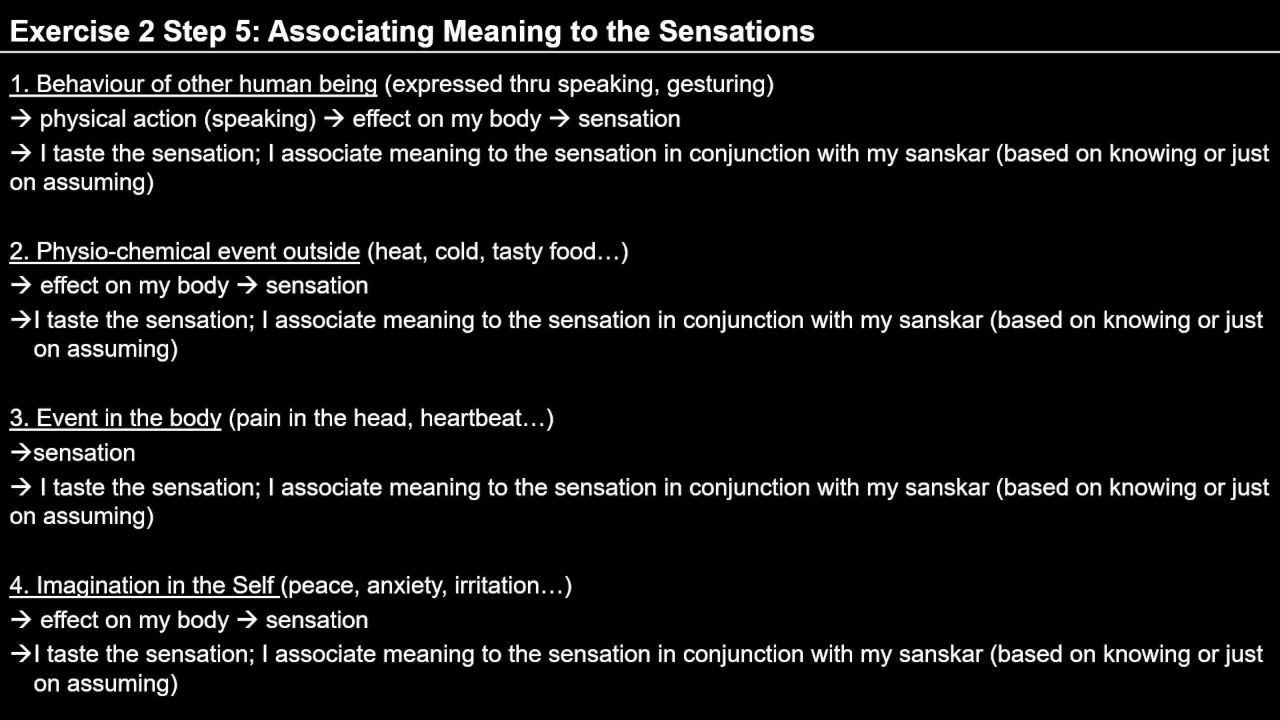 Exercise 2 Step 5: Associating Meaning to the Sensations
1. Behaviour of other human being (expressed thru speaking, gesturing)
→ physical action (speaking) → effect on my body → sensation
→ I taste the sensation; I associate meaning to the sensation in conjunction with my sanskar (based on knowing or just
on assuming)
2. Physio-chemical event outside (heat, cold, tasty food…)
→ effect on my body → sensation
→I taste the sensation; I associate meaning to the sensation in conjunction with my sanskar (based on knowing or just
on assuming)
3. Event in the body (pain in the head, heartbeat…)
→sensation
→ I taste the sensation; I associate meaning to the sensation in conjunction with my sanskar (based on knowing or just
on assuming)
4. Imagination in the Self (peace, anxiety, irritation…)
→ effect on my body → sensation
→I taste the sensation; I associate meaning to the sensation in conjunction with my sanskar (based on knowing or just
on assuming)